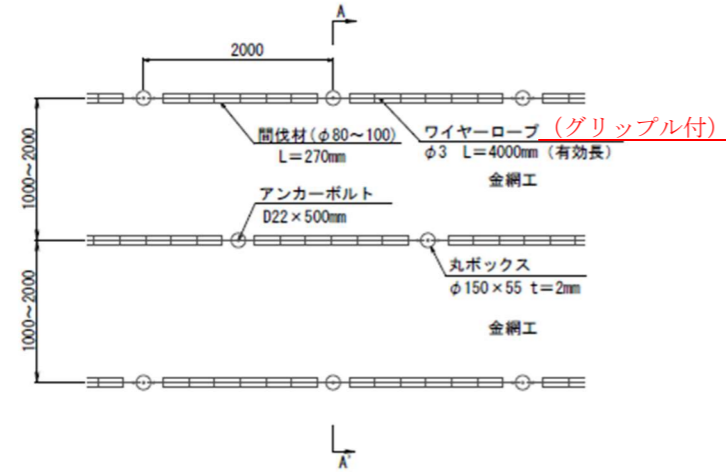 A
2000
間伐材(φ80～100)
L=270mm
ワイヤーロープ (グリップル付)
φ3 L=4000mm (有効長)
金網工
1000～2000
アンカーボルト
D22×500mm
丸ボックス
φ150×55 t=2mm
1000～2000
金網工
A'